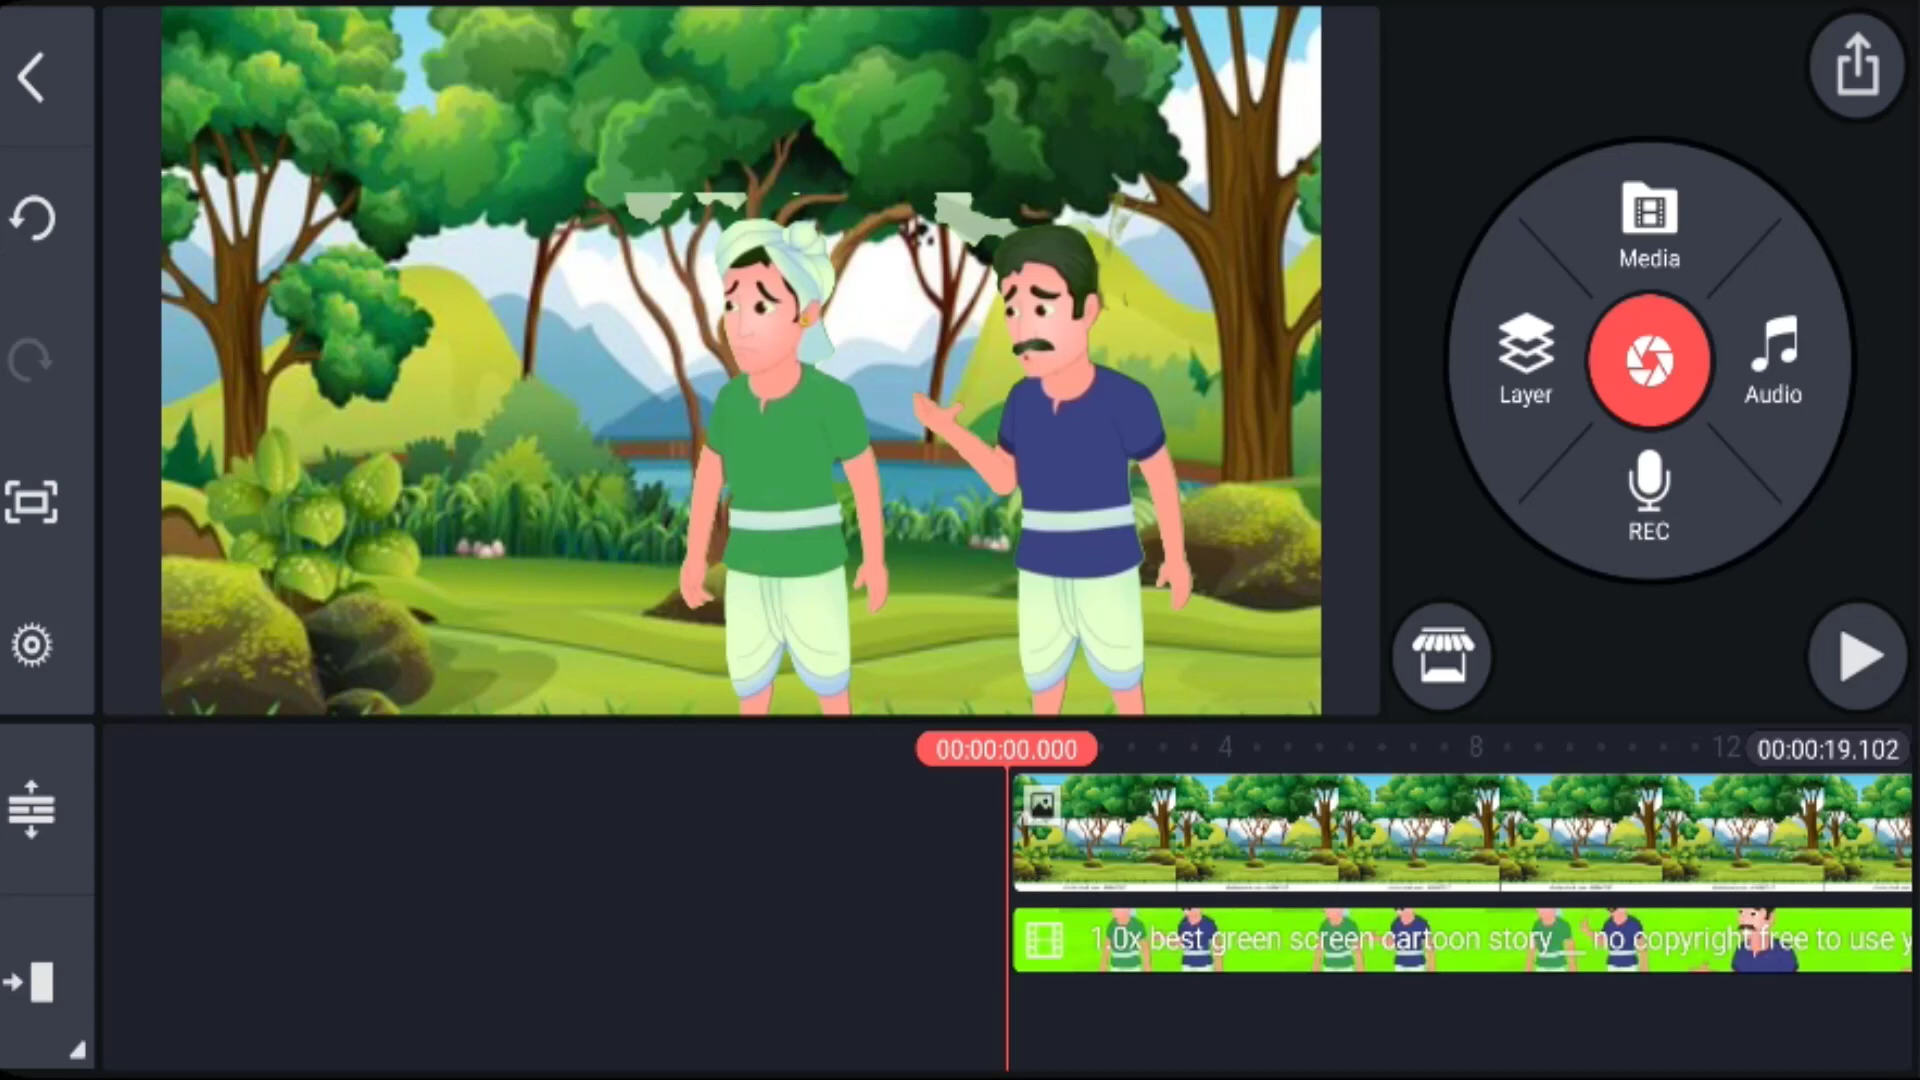 Media
Layer
Audio
REC
00:00:00.000
4
8
12
00:00:19.102
1.0x best green screen cartoon story__ no copyright free to use y